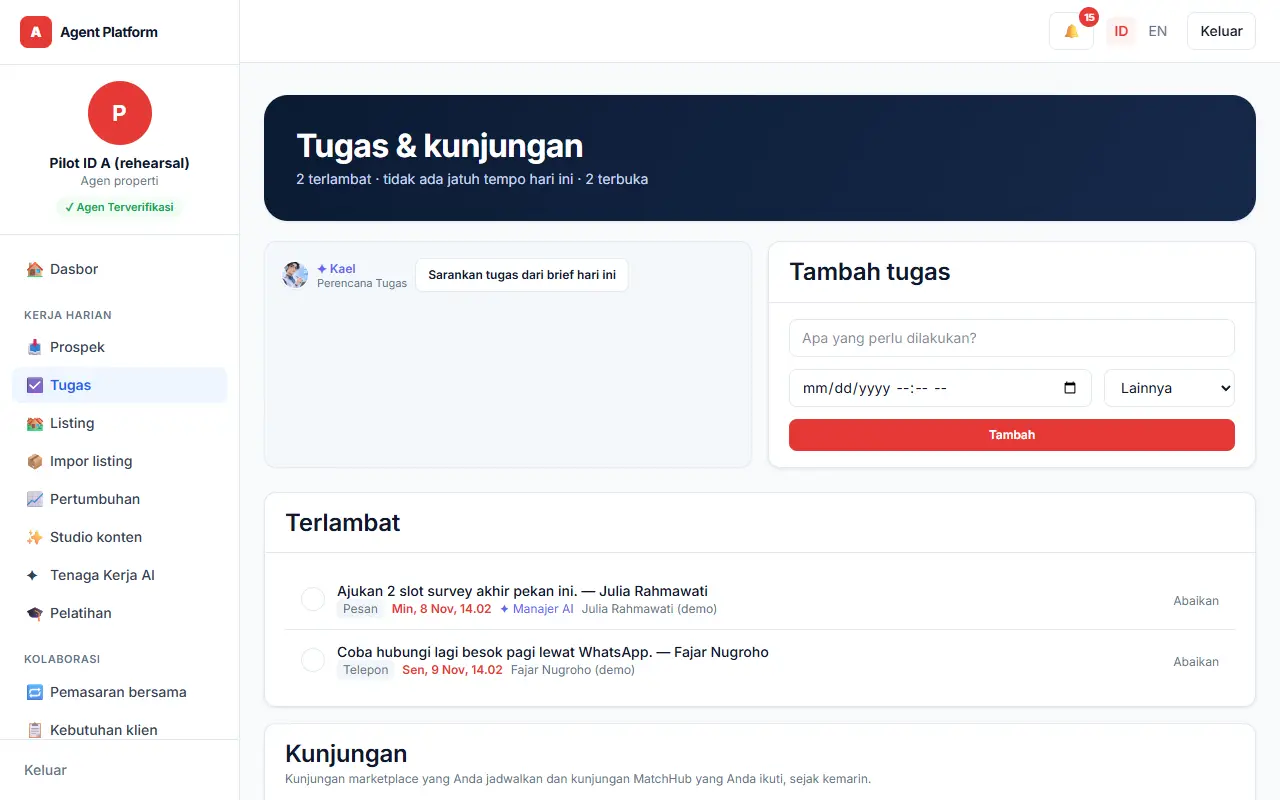 A Agent Platform
15
ID EN Keluar
P
Pilot ID A (rehearsal)
Agen properti
✓ Agen Terverifikasi
Dasbor
KERJA HARIAN
Prospek
Tugas
Listing
Impor listing
Pertumbuhan
Studio konten
Tenaga Kerja AI
Pelatihan
KOLABORASI
Pemasaran bersama
Kebutuhan klien
Keluar
Tugas & kunjungan
2 terlambat · tidak ada jatuh tempo hari ini · 2 terbuka
✦ Kael
Perencana Tugas
Sarankan tugas dari brief hari ini
Tambah tugas
Apa yang perlu dilakukan?
mm/dd/yyyy --:-- --
Lainnya
Tambah
Terlambat
Ajukan 2 slot survey akhir pekan ini. — Julia Rahmawati
Pesan Min, 8 Nov, 14.02 ✦ Manajer AI Julia Rahmawati (demo)
Abaikan
Coba hubungi lagi besok pagi lewat WhatsApp. — Fajar Nugroho
Telepon Sen, 9 Nov, 14.02 Fajar Nugroho (demo)
Abaikan
Kunjungan
Kunjungan marketplace yang Anda jadwalkan dan kunjungan MatchHub yang Anda ikuti, sejak kemarin.